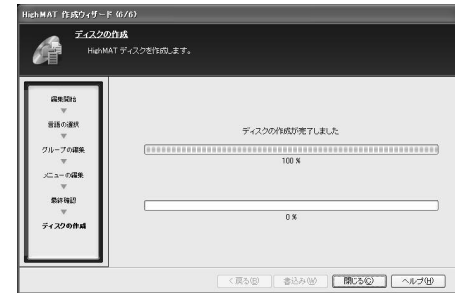 HighMAT 作成ウィザード (6/6)
ディスクの作成
HighMAT ディスクを作成します。
編集開始
言語の選択
グループの編集
メニューの編集
最終確認
ディスクの作成
ディスクの作成が完了しました
100 %
0 %
< 戻る(B) 書込み(W) 閉じる(C) ヘルプ(H)